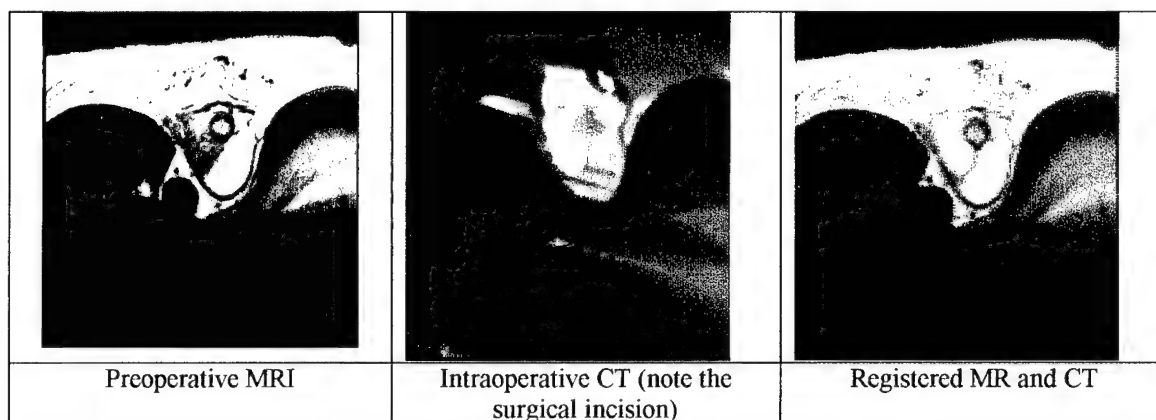 Preoperative MRI
Intraoperative CT (note the
surgical incision)
Registered MR and CT